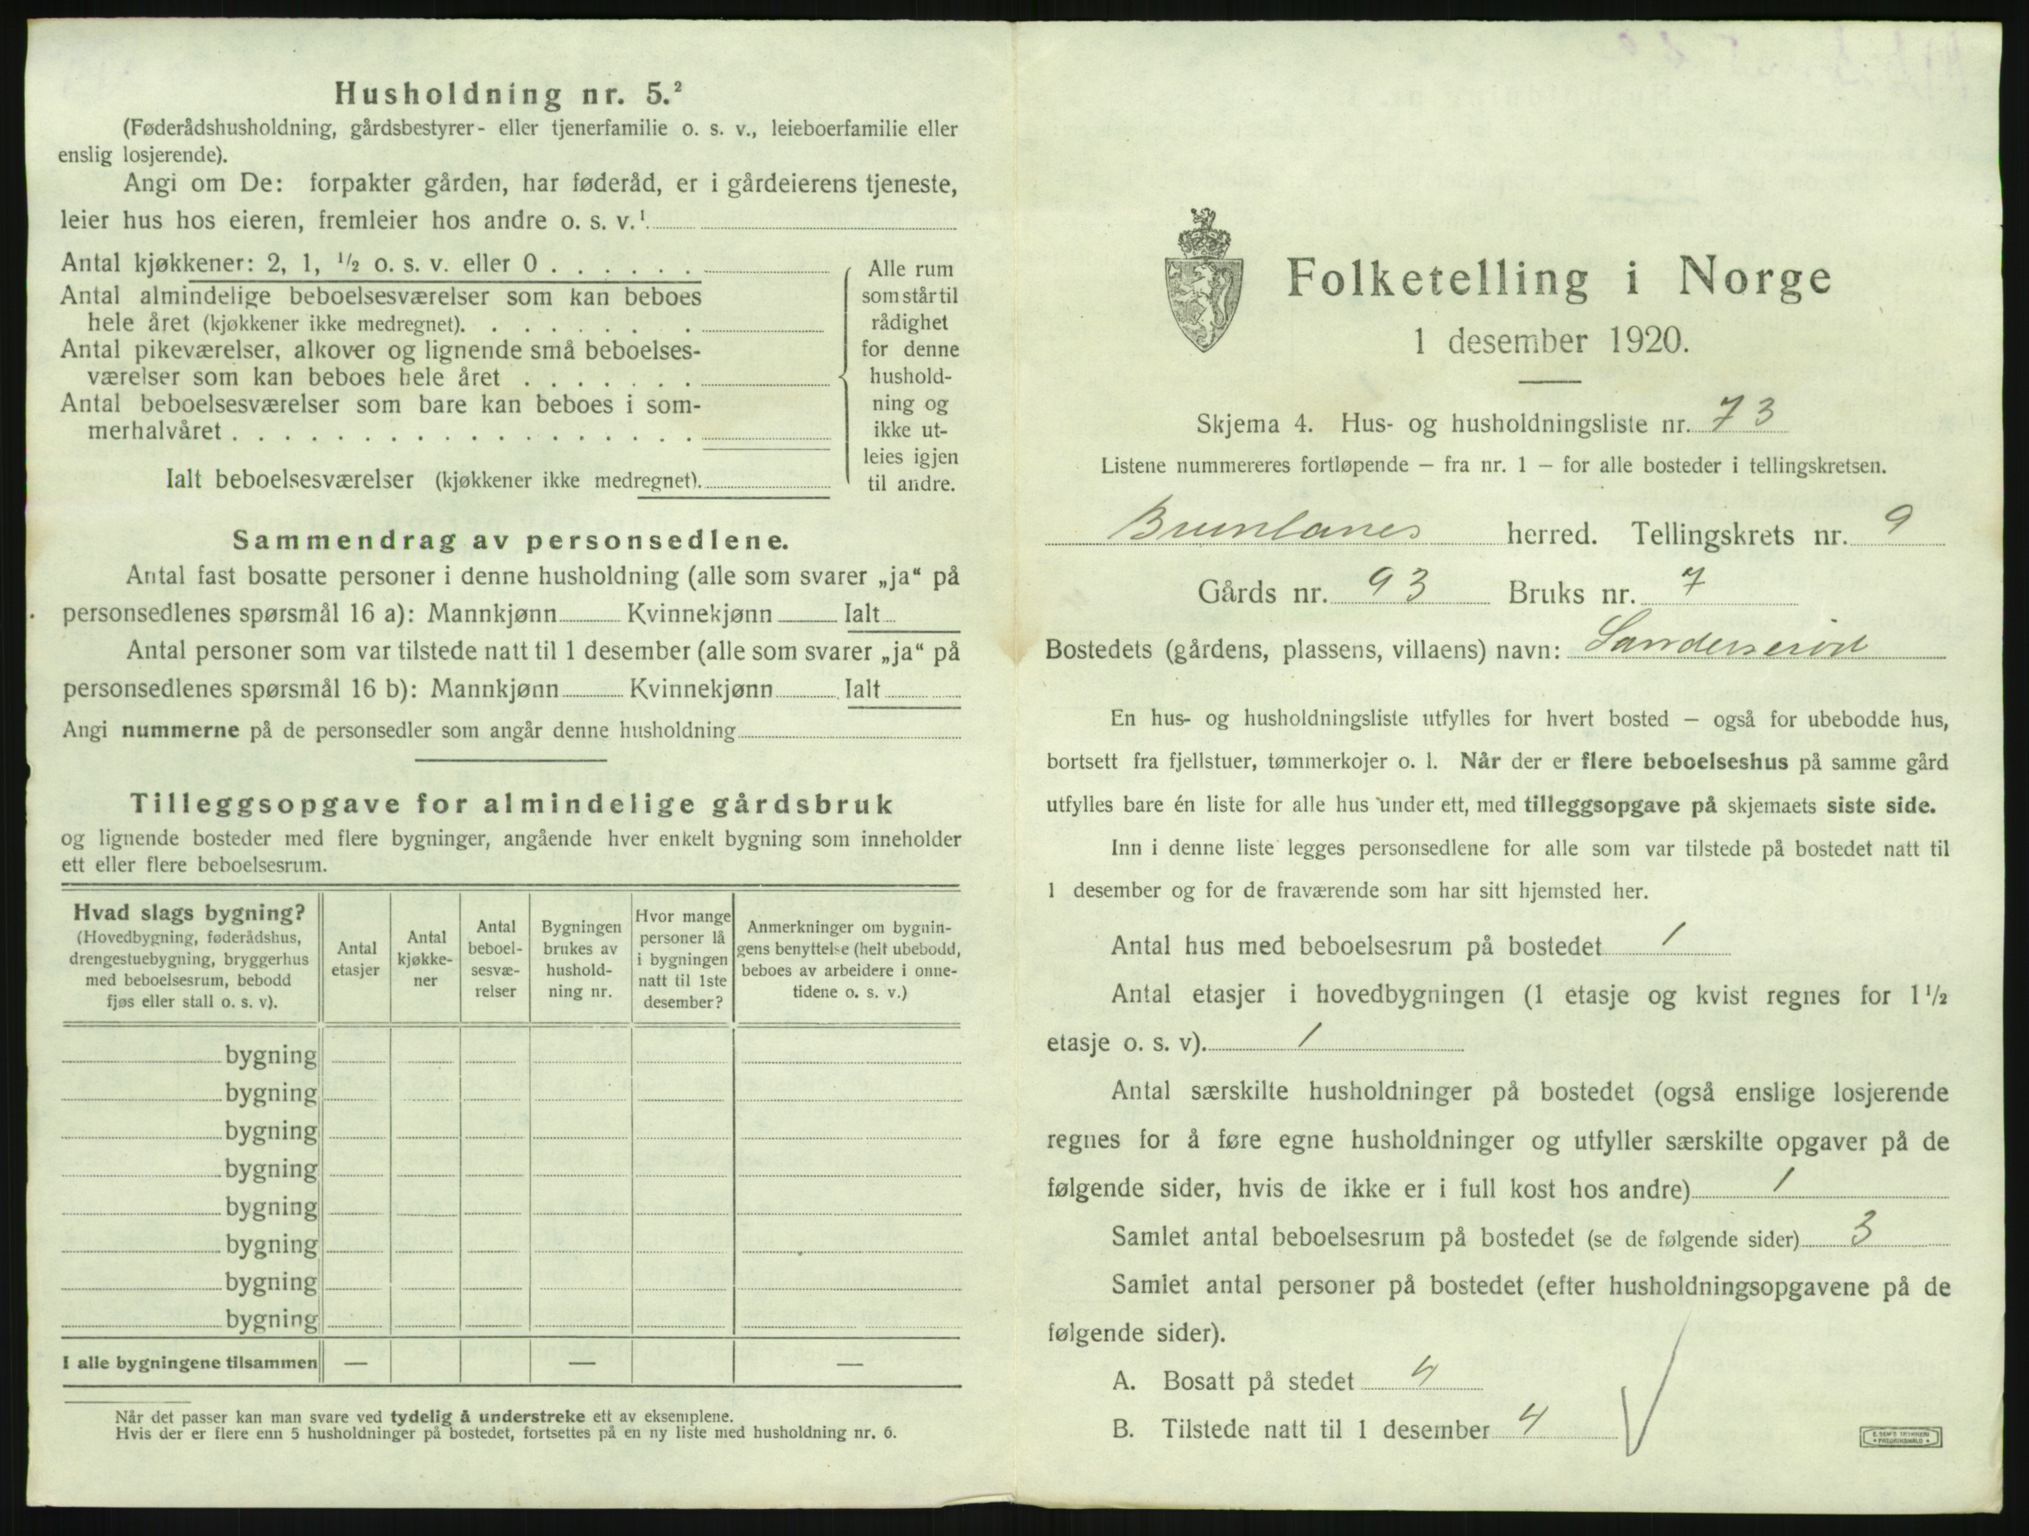 Husholdning nr. 5.²
(Føderådshusholdning, gårdsbestyrer- eller tjenerfamilie o. s. v., leieboerfamilie eller
enslig losjerende).
Angi om De: forpakter gården, har føderåd, er i gårdeierens tjeneste,
leier hus hos eieren, fremleier hos andre o. s. v.¹
Antal kjøkkener: 2, 1, ½ o. s. v. eller 0 . . . . . .
Antal almindelige beboelsesværelser som kan beboes
hele året (kjøkkener ikke medregnet). . . . . . . . .
Antal pikeværelser, alkover og lignende små beboelses-
værelser som kan beboes hele året . . . . . . .
Antal beboelsesværelser som bare kan beboes i som-
merhalvåret . . . . . . . . . . . . . . . . . .
Ialt beboelsesværelser (kjøkkener ikke medregnet).
Alle rum
som står til
rådighet
for denne
hushold-
ning og
ikke ut-
leies igjen
til andre.
Sammendrag av personsedlene.
Antal fast bosatte personer i denne husholdning (alle som svarer „ja“ på
personsedlenes spørsmål 16 a): Mannkjønn Kvinnekjønn Ialt
Antal personer som var tilstede natt til 1 desember (alle som svarer „ja“ på
personsedlenes spørsmål 16 b): Mannkjønn Kvinnekjønn Ialt
Angi nummerne på de personsedler som angår denne husholdning
Tilleggsopgave for almindelige gårdsbruk
og lignende bosteder med flere bygninger, angående hver enkelt bygning som inneholder
ett eller flere beboelsesrum.
Hvad slags bygning?
(Hovedbygning, føderådshus,
drengestuebygning, bryggerhus
med beboelsesrum, bebodd
fjøs eller stall o. s. v).
Antal
etasjer
Antal
kjøkke-
ner
Antal
beboel-
sesvæ-
relser
Bygningen
brukes av
hushold-
ning nr.
Hvor mange
personer lå
i bygningen
natt til 1ste
desember?
Anmerkninger om bygnin-
gens benyttelse (helt ubebodd,
beboes av arbeidere i onne-
tidene o. s. v.)
bygning
bygning
bygning
bygning
bygning
bygning
bygning
bygning
I alle bygningene tilsammen — — —
Når det passer kan man svare ved tydelig å understreke ett av eksemplene.
Hvis der er flere enn 5 husholdninger på bostedet, fortsettes på en ny liste med husholdning nr. 6.
Folketelling i Norge
1 desember 1920.
Skjema 4. Hus- og husholdningsliste nr. 73
Listene nummereres fortløpende – fra nr. 1 – for alle bosteder i tellingskretsen.
Brunlanes herred. Tellingskrets nr. 9
Gårds nr. 93 Bruks nr. 7
Bostedets (gårdens, plassens, villaens) navn: Sandersrød
En hus- og husholdningsliste utfylles for hvert bosted – også for ubebodde hus,
bortsett fra fjellstuer, tømmerkojer o. l. Når der er flere beboelseshus på samme gård
utfylles bare én liste for alle hus under ett, med tilleggsopgave på skjemaets siste side.
Inn i denne liste legges personsedlene for alle som var tilstede på bostedet natt til
1 desember og for de fraværende som har sitt hjemsted her.
Antal hus med beboelsesrum på bostedet 1
Antal etasjer i hovedbygningen (1 etasje og kvist regnes for 1½
etasje o. s. v). 1
Antal særskilte husholdninger på bostedet (også enslige losjerende
regnes for å føre egne husholdninger og utfyller særskilte opgaver på de
følgende sider, hvis de ikke er i full kost hos andre) 1
Samlet antal beboelsesrum på bostedet (se de følgende sider) 3
Samlet antal personer på bostedet (efter husholdningsopgavene på de
følgende sider).
A. Bosatt på stedet 4
B. Tilstede natt til 1 desember 4